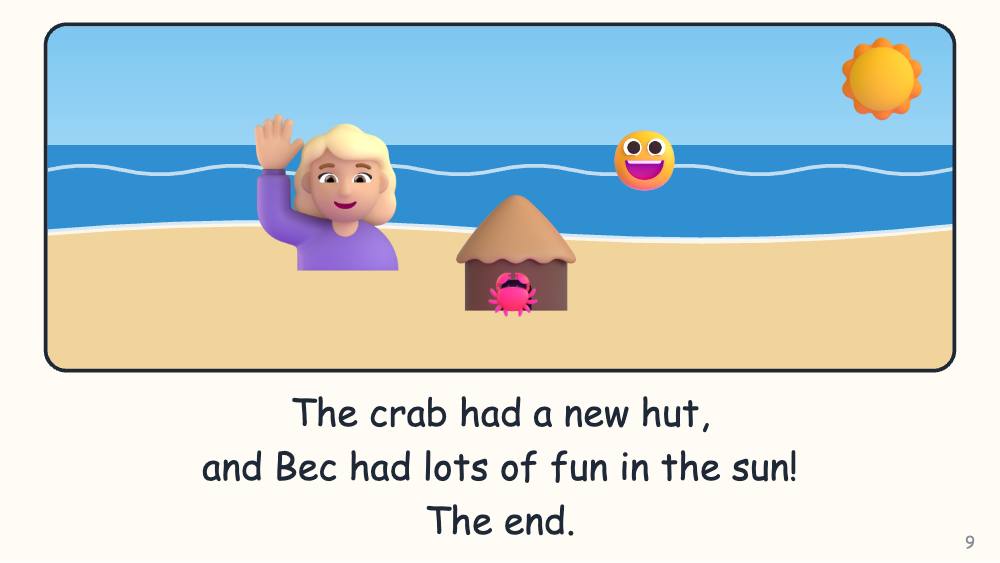 The crab had a new hut,
and Bec had lots of fun in the sun!
The end.
9